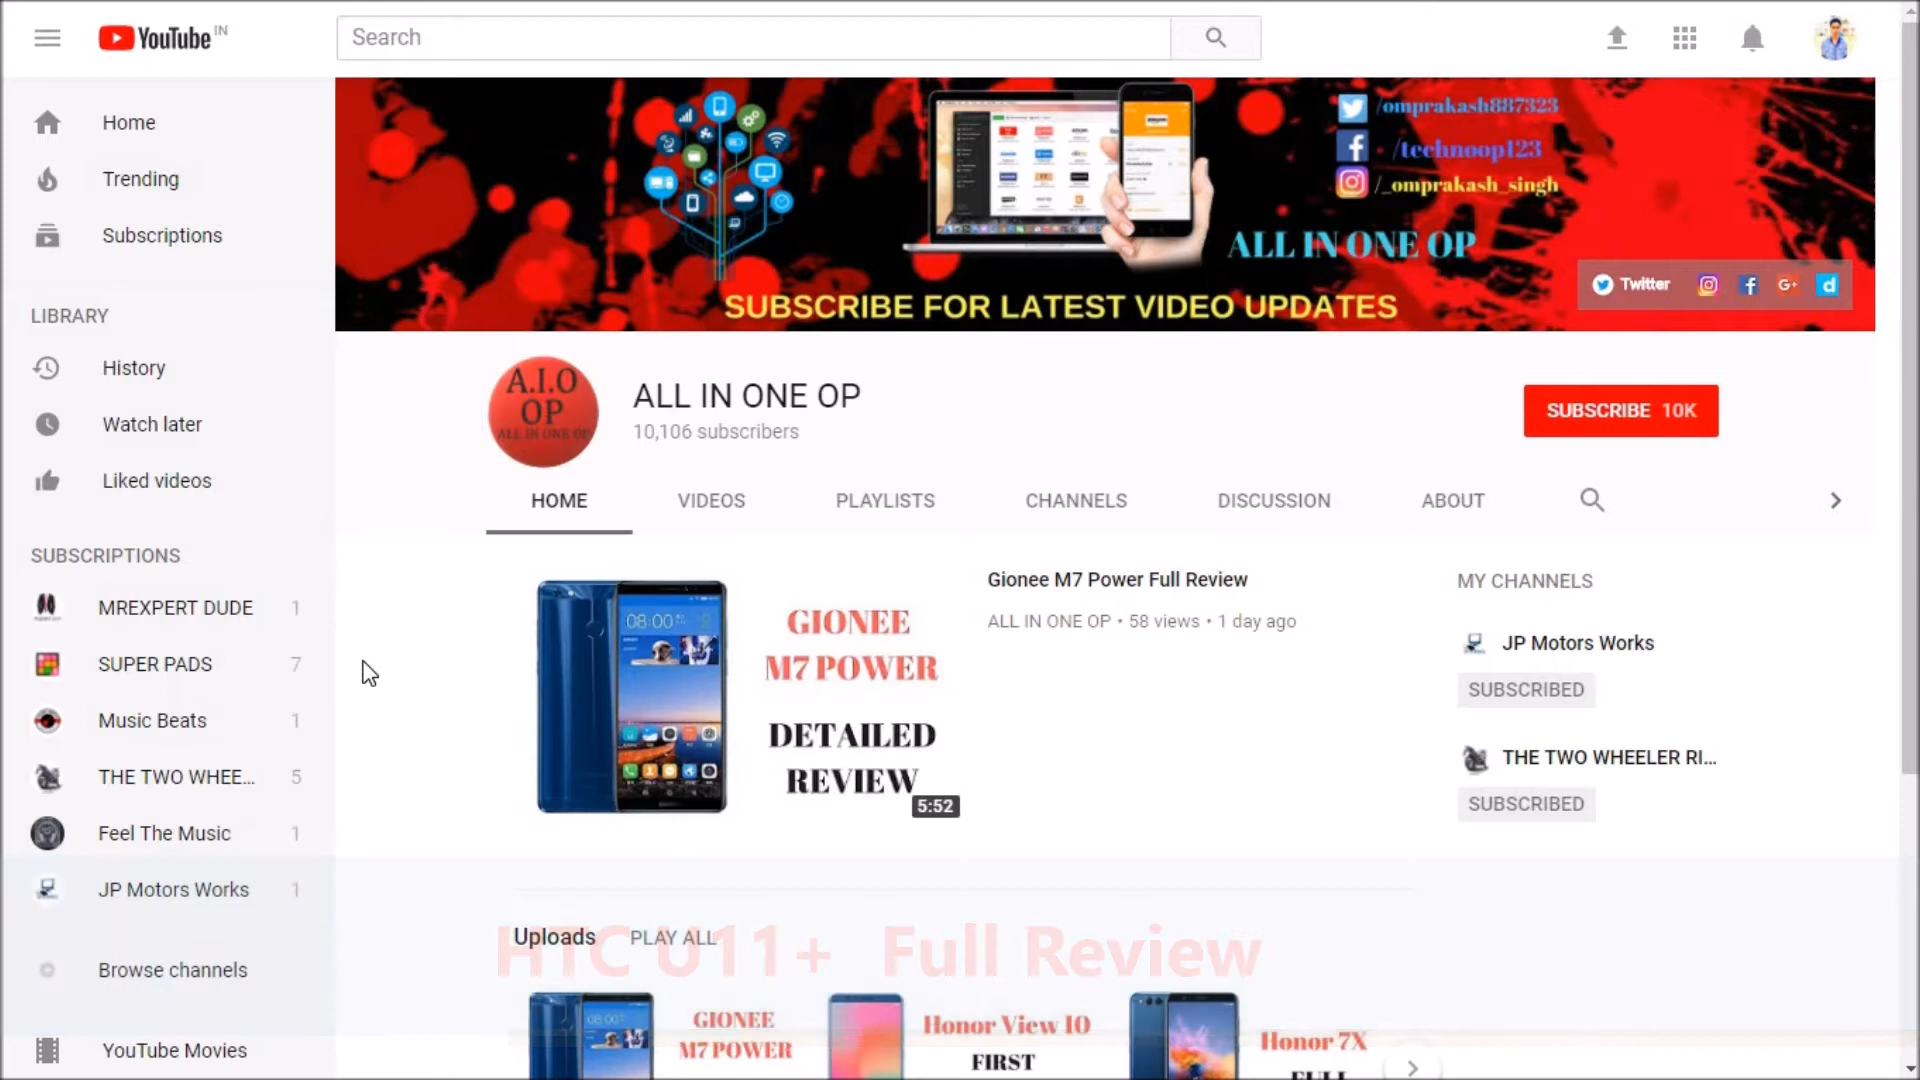 YouTube IN
Search
Home
Trending
Subscriptions
LIBRARY
History
Watch later
Liked videos
SUBSCRIPTIONS
MREXPERT DUDE 1
SUPER PADS 7
Music Beats 1
THE TWO WHEE... 5
Feel The Music 1
JP Motors Works 1
Browse channels
YouTube Movies
/omprakash887323
/technoop123
/_omprakash_singh
ALL IN ONE OP
SUBSCRIBE FOR LATEST VIDEO UPDATES
Twitter
A.I.O
OP
ALL IN ONE OP
ALL IN ONE OP
10,106 subscribers
SUBSCRIBE 10K
HOME VIDEOS PLAYLISTS CHANNELS DISCUSSION ABOUT
08:00
GIONEE
M7 POWER
DETAILED
REVIEW
5:52
Gionee M7 Power Full Review
ALL IN ONE OP • 58 views • 1 day ago
MY CHANNELS
JP Motors Works
SUBSCRIBED
THE TWO WHEELER RI...
SUBSCRIBED
Uploads PLAY ALL
HTC U11+ Full Review
GIONEE
M7 POWER
Honor View 10
FIRST
Honor 7X
FULL